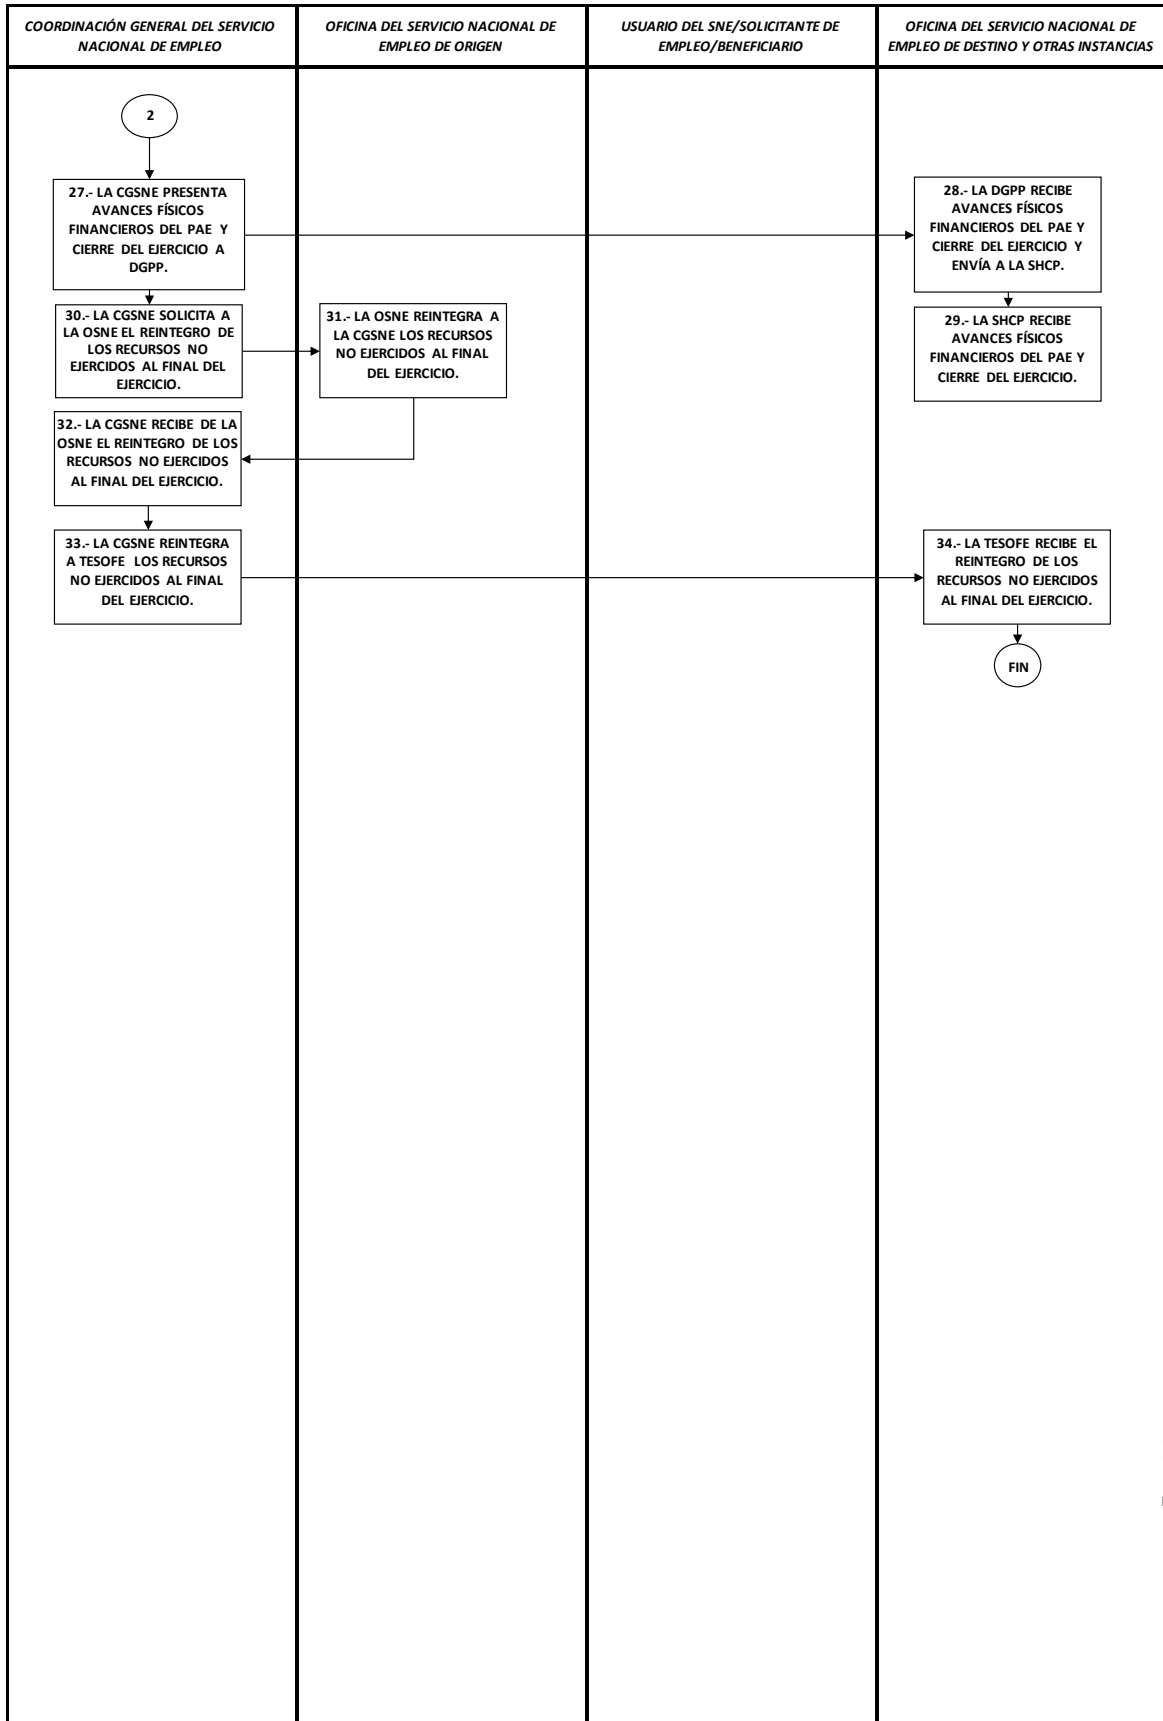 COORDINACIÓN GENERAL DEL SERVICIO
NACIONAL DE EMPLEO
OFICINA DEL SERVICIO NACIONAL DE
EMPLEO DE ORIGEN
USUARIO DEL SNE/SOLICITANTE DE
EMPLEO/BENEFICIARIO
OFICINA DEL SERVICIO NACIONAL DE
EMPLEO DE DESTINO Y OTRAS INSTANCIAS
2
27.- LA CGSNE PRESENTA
AVANCES FÍSICOS
FINANCIEROS DEL PAE Y
CIERRE DEL EJERCICIO A
DGPP.
28.- LA DGPP RECIBE
AVANCES FÍSICOS
FINANCIEROS DEL PAE Y
CIERRE DEL EJERCICIO Y
ENVÍA A LA SHCP.
29.- LA SHCP RECIBE
AVANCES FÍSICOS
FINANCIEROS DEL PAE Y
CIERRE DEL EJERCICIO.
30.- LA CGSNE SOLICITA A
LA OSNE EL REINTEGRO DE
LOS RECURSOS NO
EJERCIDOS AL FINAL DEL
EJERCICIO.
31.- LA OSNE REINTEGRA A
LA CGSNE LOS RECURSOS
NO EJERCIDOS AL FINAL
DEL EJERCICIO.
32.- LA CGSNE RECIBE DE LA
OSNE EL REINTEGRO DE LOS
RECURSOS NO EJERCIDOS
AL FINAL DEL EJERCICIO.
33.- LA CGSNE REINTEGRA
A TESOFE LOS RECURSOS
NO EJERCIDOS AL FINAL
DEL EJERCICIO.
34.- LA TESOFE RECIBE EL
REINTEGRO DE LOS
RECURSOS NO EJERCIDOS
AL FINAL DEL EJERCICIO.
FIN